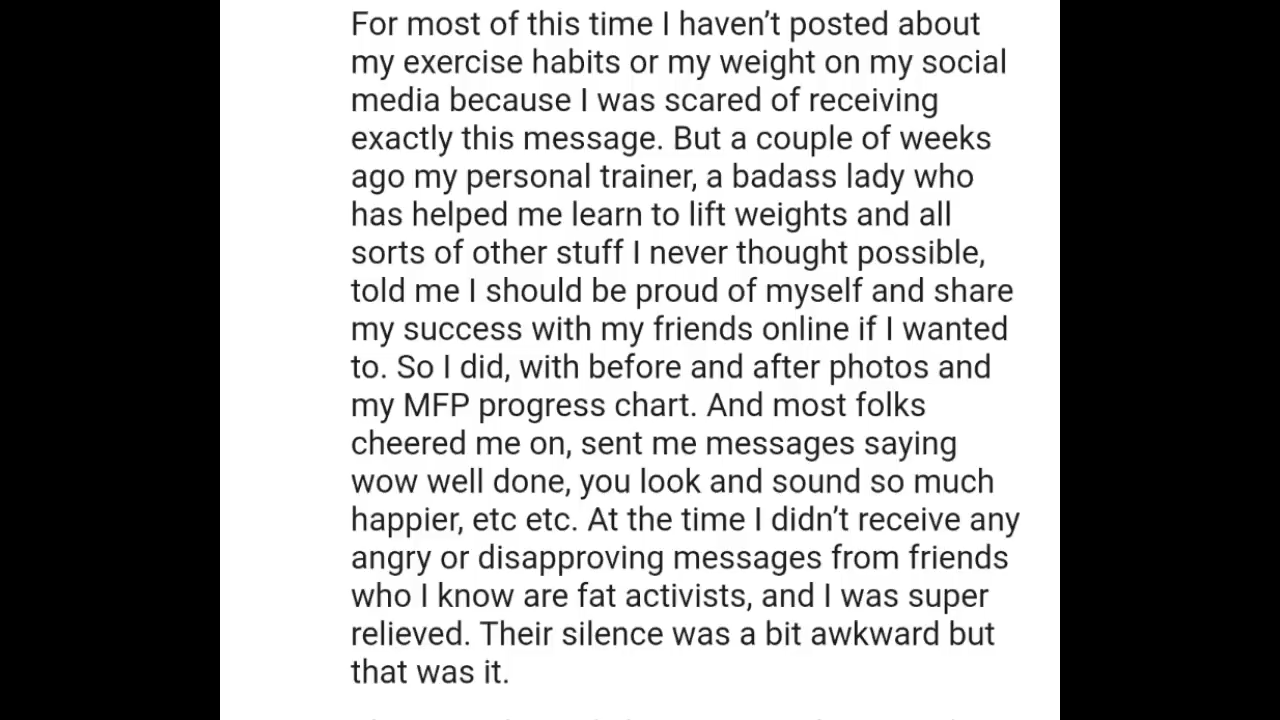 For most of this time I haven’t posted about
my exercise habits or my weight on my social
media because I was scared of receiving
exactly this message. But a couple of weeks
ago my personal trainer, a badass lady who
has helped me learn to lift weights and all
sorts of other stuff I never thought possible,
told me I should be proud of myself and share
my success with my friends online if I wanted
to. So I did, with before and after photos and
my MFP progress chart. And most folks
cheered me on, sent me messages saying
wow well done, you look and sound so much
happier, etc etc. At the time I didn’t receive any
angry or disapproving messages from friends
who I know are fat activists, and I was super
relieved. Their silence was a bit awkward but
that was it.